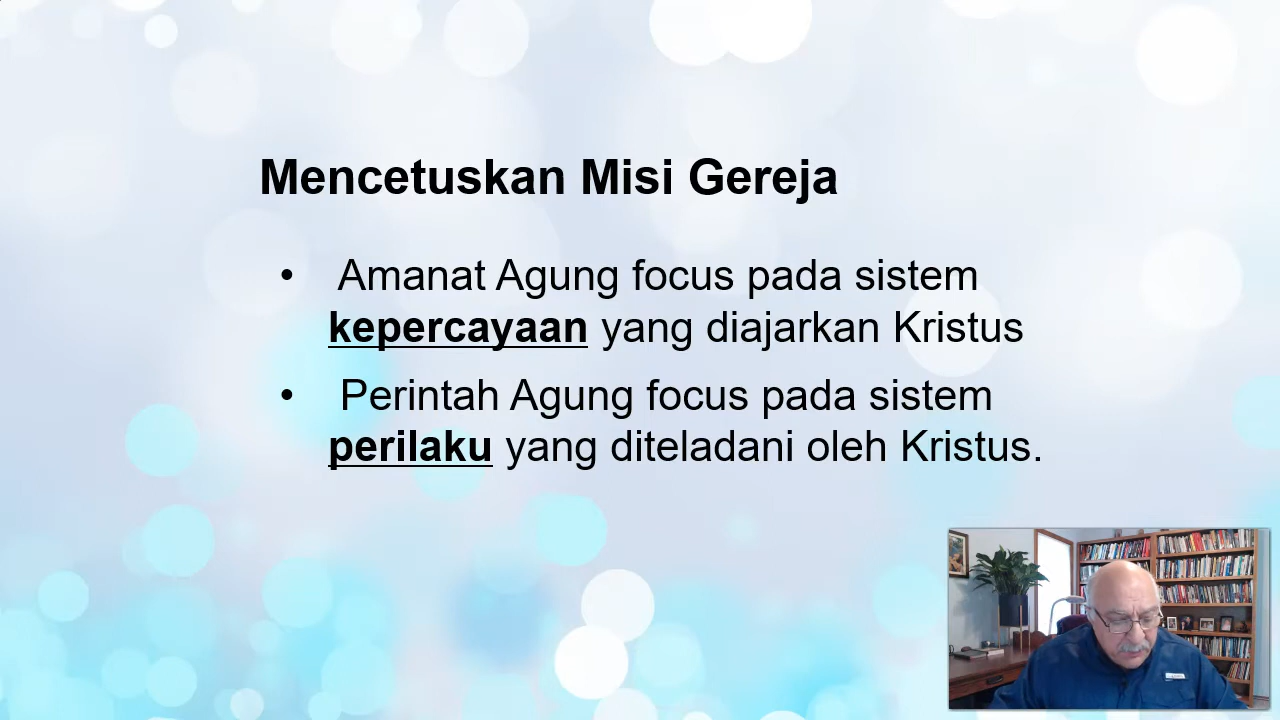 Mencetuskan Misi Gereja
• Amanat Agung focus pada sistem
kepercayaan yang diajarkan Kristus
• Perintah Agung focus pada sistem
perilaku yang diteladani oleh Kristus.